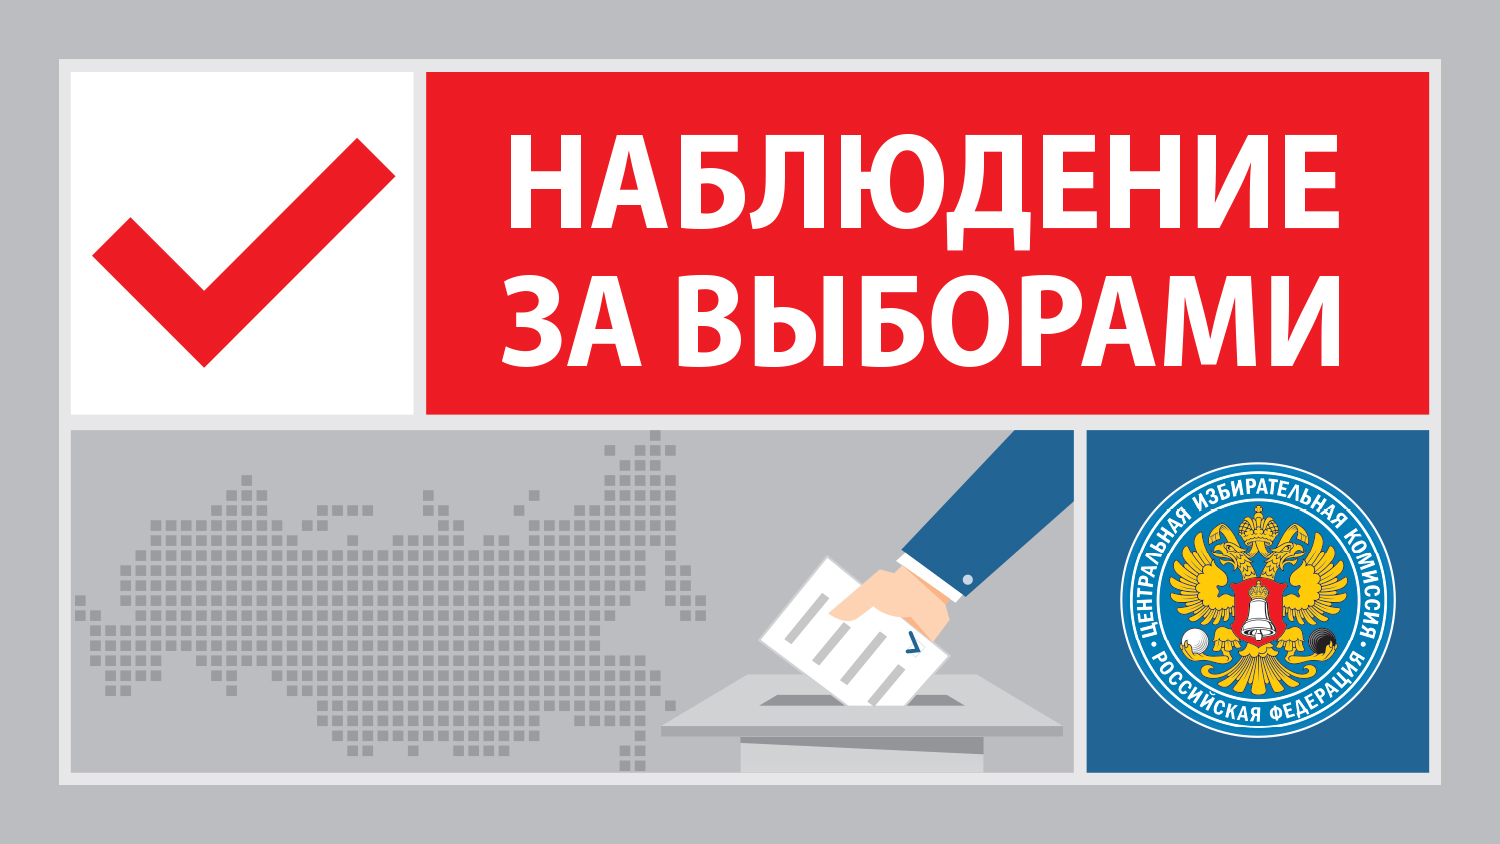 НАБЛЮДЕНИЕ
ЗА ВЫБОРАМИ
ЦЕНТРАЛЬНАЯ ИЗБИРАТЕЛЬНАЯ КОМИССИЯ
• РОССИЙСКАЯ ФЕДЕРАЦИЯ •